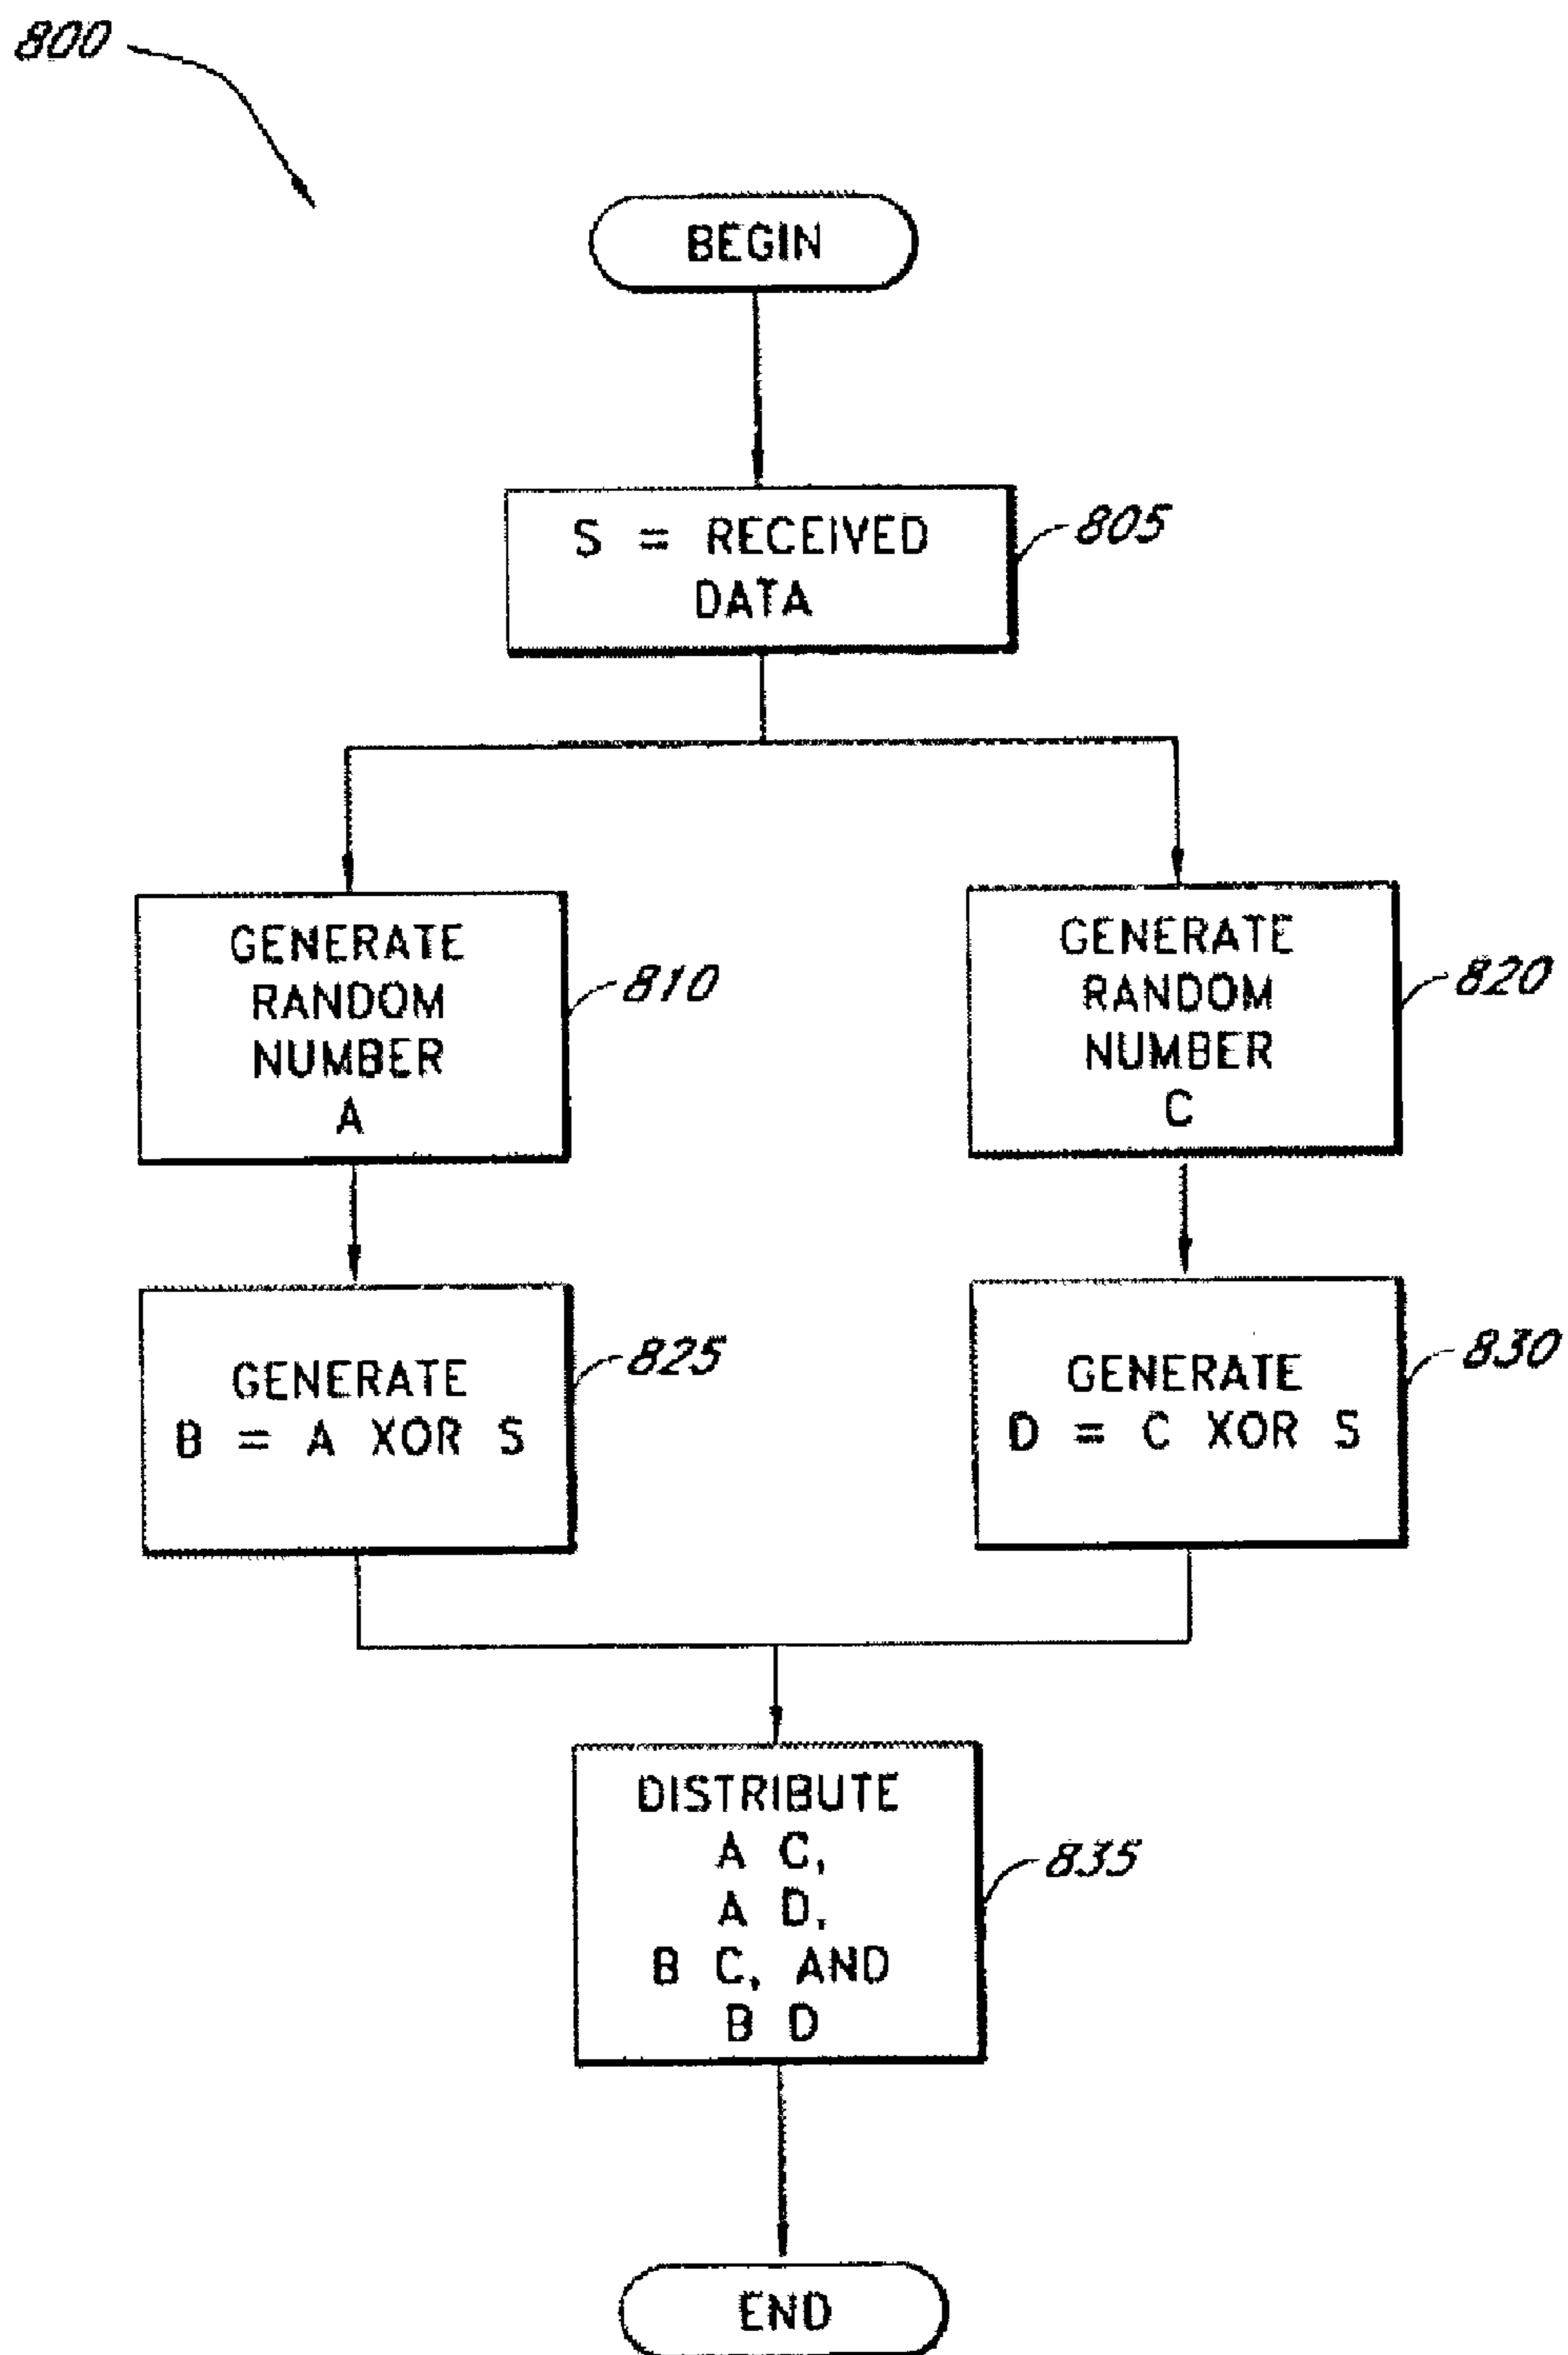 800
BEGIN
S = RECEIVED
DATA
805
GENERATE
RANDOM
NUMBER
A
810
GENERATE
RANDOM
NUMBER
C
820
GENERATE
B = A XOR S
825
GENERATE
D = C XOR S
830
DISTRIBUTE
A C,
A D,
B C, AND
B D
835
END